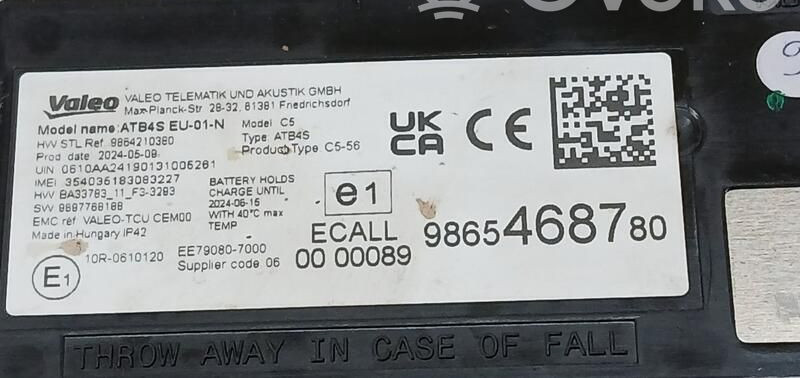 Valeo VALEO TELEMATIK UND AKUSTIK GMBH
Max-Planck-Str. 28-32, 61381 Friedrichsdorf
Model name: ATB4S EU-01-N
Model C5
HW STL Ref 9864210380
Type: ATB4S
Prod date 2024-05-09
Product Type C5-56
UIN 0610AA24190131005261
IMEI 354036183083227
HW BA33783_11_F3-3293
SW 9897768188
EMC réf VALEO-TCU CEM00
Made in Hungary IP42
BATTERY HOLDS
CHARGE UNTIL
2024-06-15
WITH 40°C max
TEMP
UK
CA
CE
e1
ECALL
00 00089
9865468780
E1
10R-0610120
EE79080-7000
Supplier code 06
THROW AWAY IN CASE OF FALL